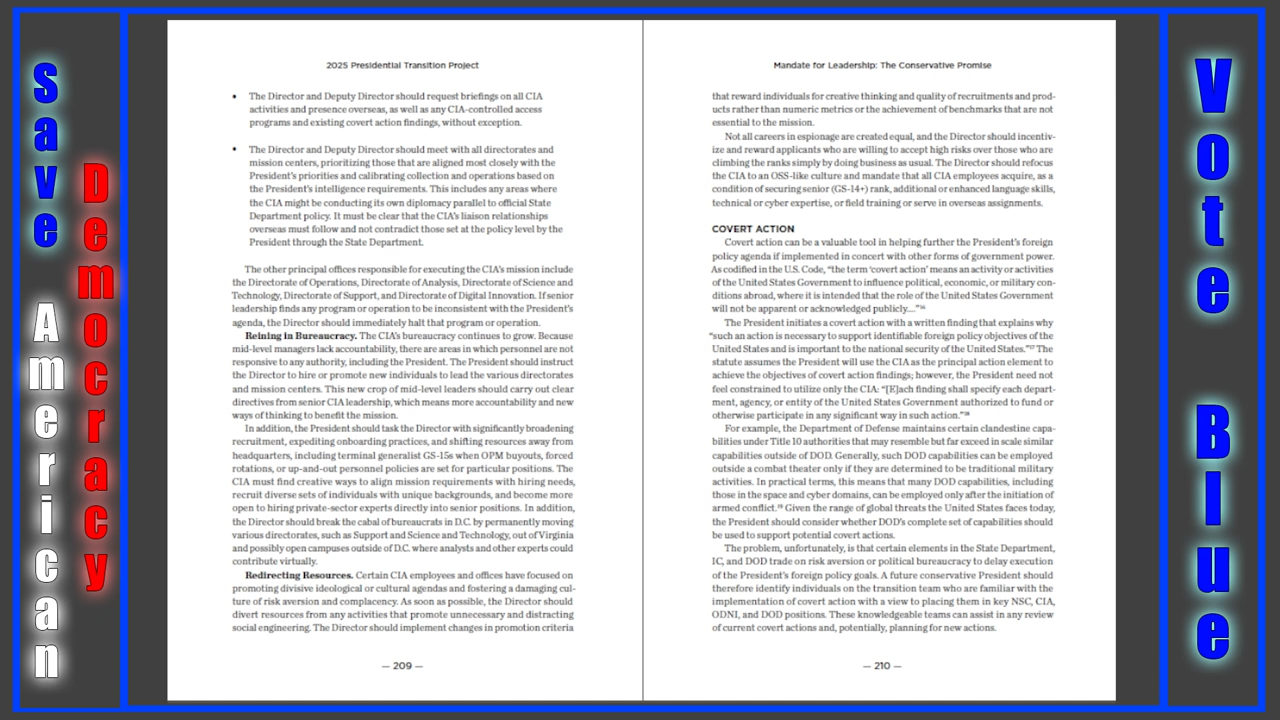 Save
American
Democracy
2025 Presidential Transition Project
• The Director and Deputy Director should request briefings on all CIA
activities and presence overseas, as well as any CIA-controlled access
programs and existing covert action findings, without exception.
• The Director and Deputy Director should meet with all directorates and
mission centers, prioritizing those that are aligned most closely with the
President's priorities and calibrating collection and operations based on
the President's intelligence requirements. This includes any areas where
the CIA might be conducting its own diplomacy parallel to official State
Department policy. It must be clear that the CIA's liaison relationships
overseas must follow and not contradict those set at the policy level by the
President through the State Department.
The other principal offices responsible for executing the CIA's mission include
the Directorate of Operations, Directorate of Analysis, Directorate of Science and
Technology, Directorate of Support, and Directorate of Digital Innovation. If senior
leadership finds any program or operation to be inconsistent with the President's
agenda, the Director should immediately halt that program or operation.
Reining in Bureaucracy. The CIA's bureaucracy continues to grow. Because
mid-level managers lack accountability, there are areas in which personnel are not
responsive to any authority, including the President. The President should instruct
the Director to hire or promote new individuals to lead the various directorates
and mission centers. This new crop of mid-level leaders should carry out clear
directives from senior CIA leadership, which means more accountability and new
ways of thinking to benefit the mission.
In addition, the President should task the Director with significantly broadening
recruitment, expediting onboarding practices, and shifting resources away from
headquarters, including terminal generalist GS-15s when OPM buyouts, forced
rotations, or up-and-out personnel policies are set for particular positions. The
CIA must find creative ways to align mission requirements with hiring needs,
recruit diverse sets of individuals with unique backgrounds, and become more
open to hiring private-sector experts directly into senior positions. In addition,
the Director should break the cabal of bureaucrats in D.C. by permanently moving
various directorates, such as Support and Science and Technology, out of Virginia
and possibly open campuses outside of D.C. where analysts and other experts could
contribute virtually.
Redirecting Resources. Certain CIA employees and offices have focused on
promoting divisive ideological or cultural agendas and fostering a damaging cul-
ture of risk aversion and complacency. As soon as possible, the Director should
divert resources from any activities that promote unnecessary and distracting
social engineering. The Director should implement changes in promotion criteria
— 209 —
Mandate for Leadership: The Conservative Promise
that reward individuals for creative thinking and quality of recruitments and prod-
ucts rather than numeric metrics or the achievement of benchmarks that are not
essential to the mission.
Not all careers in espionage are created equal, and the Director should incentiv-
ize and reward applicants who are willing to accept high risks over those who are
climbing the ranks simply by doing business as usual. The Director should refocus
the CIA to an OSS-like culture and mandate that all CIA employees acquire, as a
condition of securing senior (GS-14+) rank, additional or enhanced language skills,
technical or cyber expertise, or field training or serve in overseas assignments.
COVERT ACTION
Covert action can be a valuable tool in helping further the President's foreign
policy agenda if implemented in concert with other forms of government power.
As codified in the U.S. Code, “the term ‘covert action’ means an activity or activities
of the United States Government to influence political, economic, or military con-
ditions abroad, where it is intended that the role of the United States Government
will not be apparent or acknowledged publicly....”16
The President initiates a covert action with a written finding that explains why
“such an action is necessary to support identifiable foreign policy objectives of the
United States and is important to the national security of the United States.”17 The
statute assumes the President will use the CIA as the principal action element to
achieve the objectives of covert action findings; however, the President need not
feel constrained to utilize only the CIA: “[E]ach finding shall specify each depart-
ment, agency, or entity of the United States Government authorized to fund or
otherwise participate in any significant way in such action.”18
For example, the Department of Defense maintains certain clandestine capa-
bilities under Title 10 authorities that may resemble but far exceed in scale similar
capabilities outside of DOD. Generally, such DOD capabilities can be employed
outside a combat theater only if they are determined to be traditional military
activities. In practical terms, this means that many DOD capabilities, including
those in the space and cyber domains, can be employed only after the initiation of
armed conflict.19 Given the range of global threats the United States faces today,
the President should consider whether DOD's complete set of capabilities should
be used to support potential covert actions.
The problem, unfortunately, is that certain elements in the State Department,
IC, and DOD trade on risk aversion or political bureaucracy to delay execution
of the President's foreign policy goals. A future conservative President should
therefore identify individuals on the transition team who are familiar with the
implementation of covert action with a view to placing them in key NSC, CIA,
ODNI, and DOD positions. These knowledgeable teams can assist in any review
of current covert actions and, potentially, planning for new actions.
— 210 —
Vote
Blue